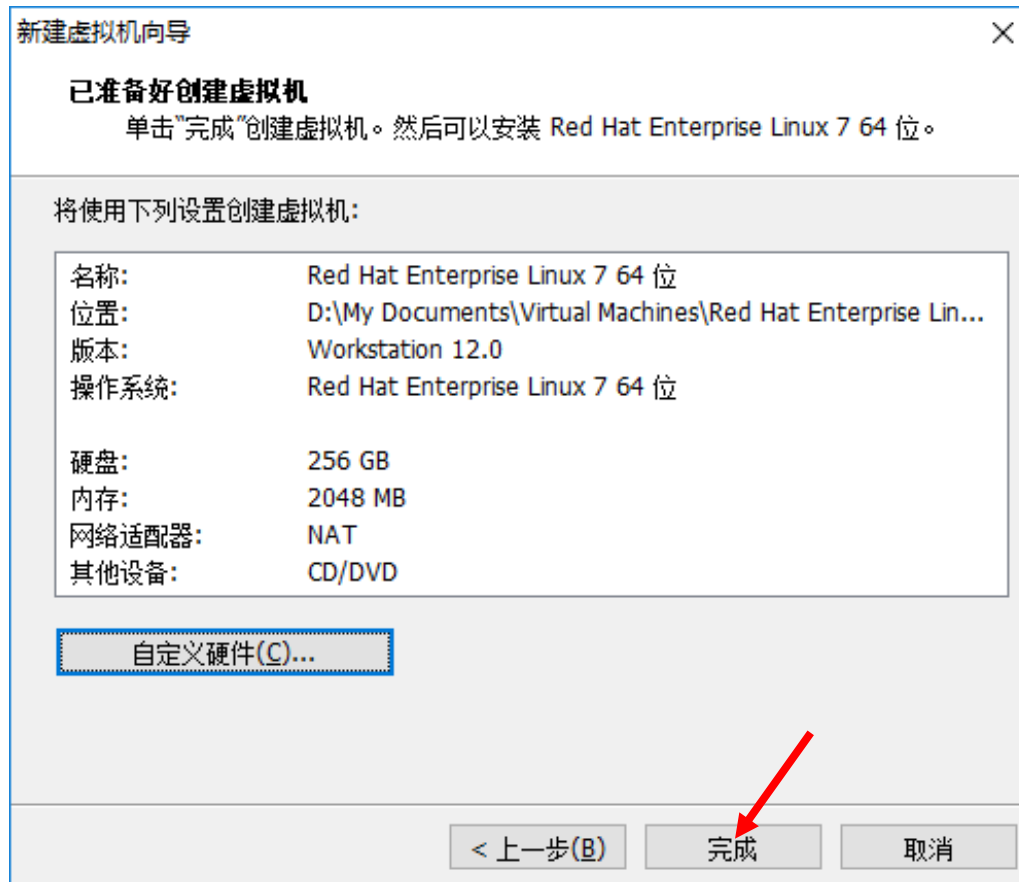 新建虚拟机向导
已准备好创建虚拟机
单击"完成"创建虚拟机。然后可以安装 Red Hat Enterprise Linux 7 64 位。
将使用下列设置创建虚拟机:
名称: Red Hat Enterprise Linux 7 64 位
位置: D:\My Documents\Virtual Machines\Red Hat Enterprise Lin...
版本: Workstation 12.0
操作系统: Red Hat Enterprise Linux 7 64 位
硬盘: 256 GB
内存: 2048 MB
网络适配器: NAT
其他设备: CD/DVD
自定义硬件(C)...
< 上一步(B) 完成 取消